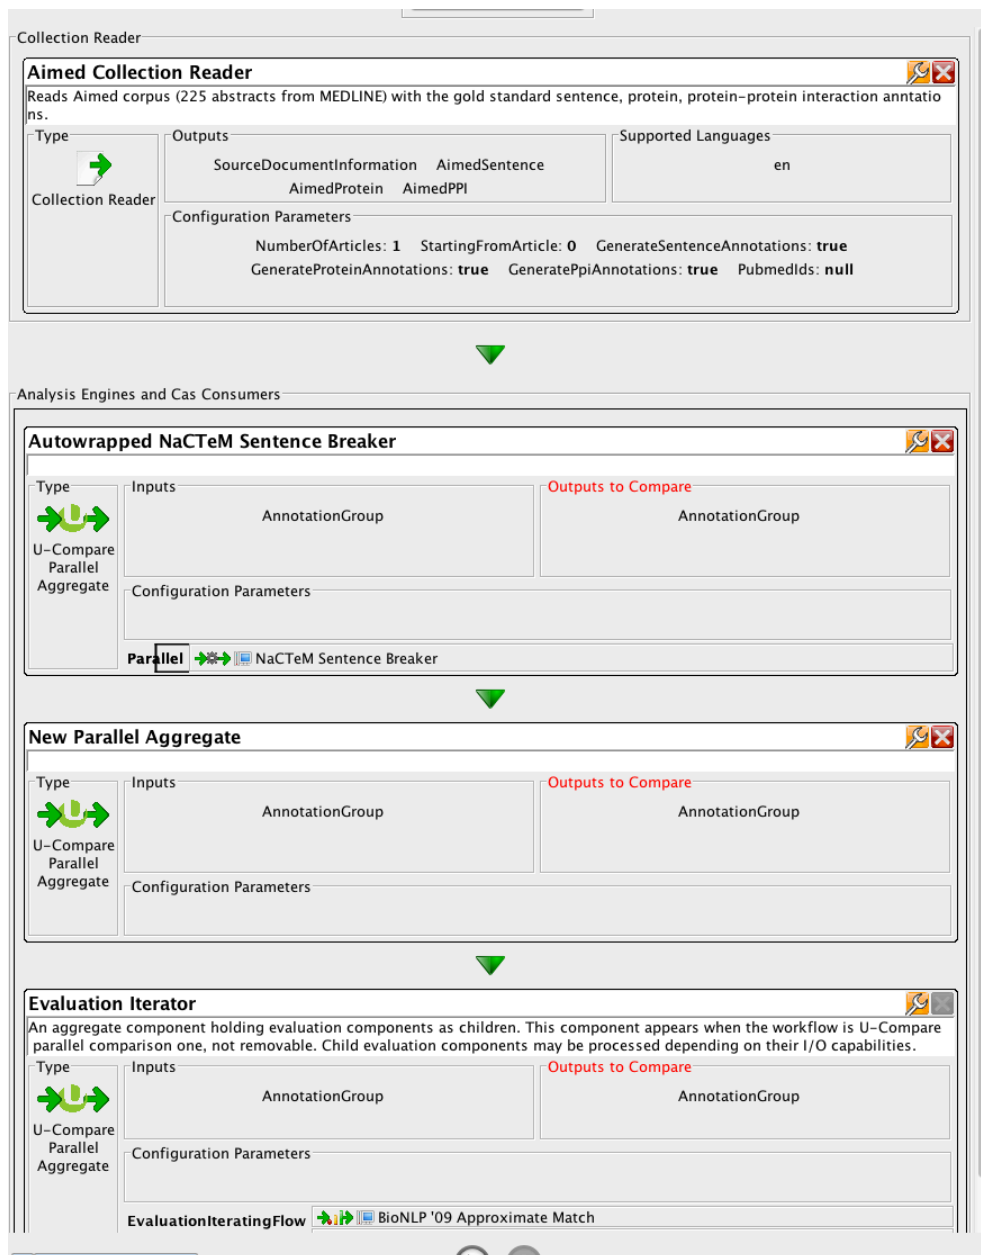 Collection Reader
Aimed Collection Reader
Reads Aimed corpus (225 abstracts from MEDLINE) with the gold standard sentence, protein, protein-protein interaction anntatio
ns.
Type
Outputs
Supported Languages
SourceDocumentInformation AimedSentence
en
AimedProtein AimedPPI
Collection Reader
Configuration Parameters
NumberOfArticles: 1 StartingFromArticle: 0 GenerateSentenceAnnotations: true
GenerateProteinAnnotations: true GeneratePpiAnnotations: true PubmedIds: null
Analysis Engines and Cas Consumers
Autowrapped NaCTeM Sentence Breaker
Type
Inputs
Outputs to Compare
AnnotationGroup
AnnotationGroup
U-Compare
Parallel
Aggregate
Configuration Parameters
Parallel NaCTeM Sentence Breaker
New Parallel Aggregate
Type
Inputs
Outputs to Compare
AnnotationGroup
AnnotationGroup
U-Compare
Parallel
Aggregate
Configuration Parameters
Evaluation Iterator
An aggregate component holding evaluation components as children. This component appears when the workflow is U-Compare
parallel comparison one, not removable. Child evaluation components may be processed depending on their I/O capabilities.
Type
Inputs
Outputs to Compare
AnnotationGroup
AnnotationGroup
U-Compare
Parallel
Aggregate
Configuration Parameters
EvaluationIteratingFlow BioNLP '09 Approximate Match